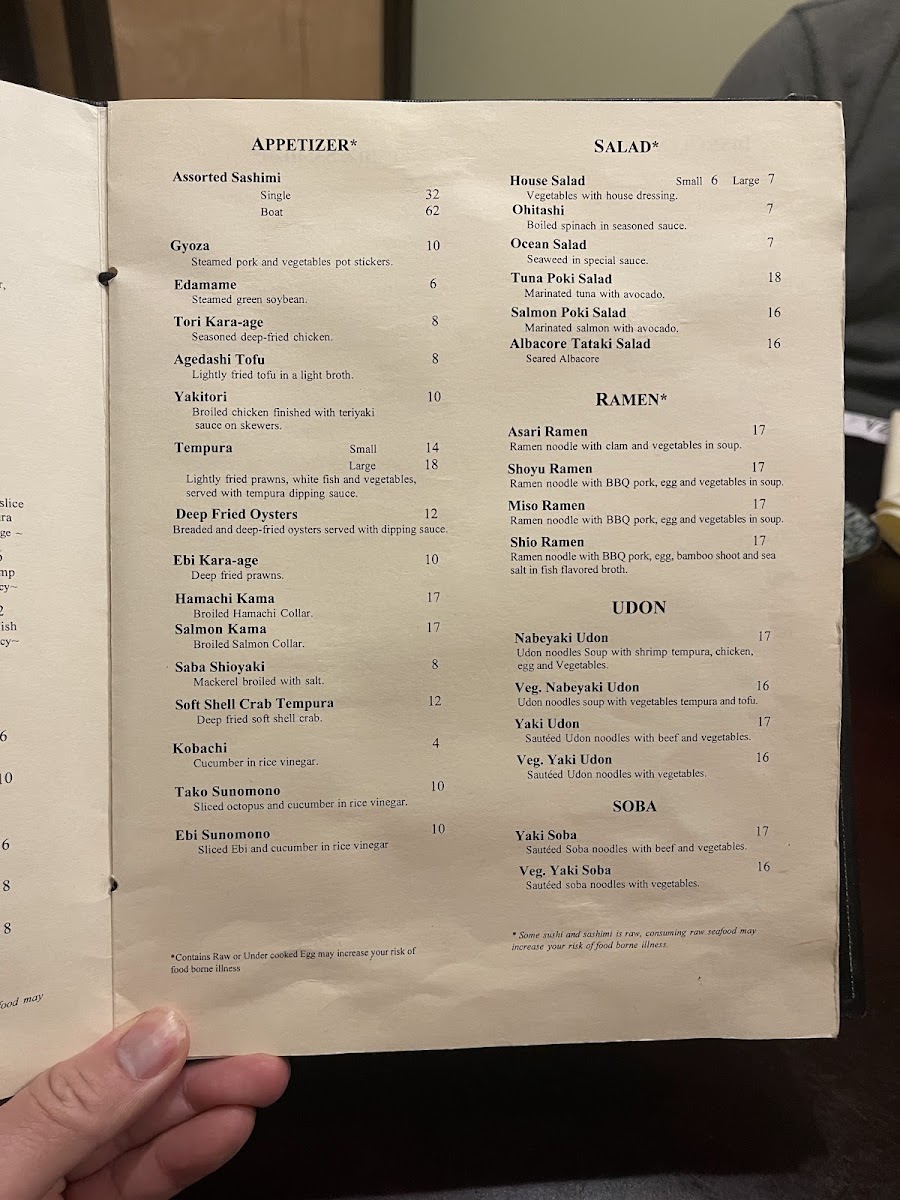 slice
ra
ge ~
mp
cy~
2
ish
cy~
6
10
6
8
8
food may
APPETIZER*
Assorted Sashimi
Single 32
Boat 62
Gyoza 10
Steamed pork and vegetables pot stickers.
Edamame 6
Steamed green soybean.
Tori Kara-age 8
Seasoned deep-fried chicken.
Agedashi Tofu 8
Lightly fried tofu in a light broth.
Yakitori 10
Broiled chicken finished with teriyaki
sauce on skewers.
Tempura Small 14
Large 18
Lightly fried prawns, white fish and vegetables,
served with tempura dipping sauce.
Deep Fried Oysters 12
Breaded and deep-fried oysters served with dipping sauce.
Ebi Kara-age 10
Deep fried prawns.
Hamachi Kama 17
Broiled Hamachi Collar.
Salmon Kama 17
Broiled Salmon Collar.
Saba Shioyaki 8
Mackerel broiled with salt.
Soft Shell Crab Tempura 12
Deep fried soft shell crab.
Kobachi 4
Cucumber in rice vinegar.
Tako Sunomono 10
Sliced octopus and cucumber in rice vinegar.
Ebi Sunomono 10
Sliced Ebi and cucumber in rice vinegar
*Contains Raw or Under cooked Egg may increase your risk of
food borne illness
SALAD*
House Salad Small 6 Large 7
Vegetables with house dressing.
Ohitashi 7
Boiled spinach in seasoned sauce.
Ocean Salad 7
Seaweed in special sauce.
Tuna Poki Salad 18
Marinated tuna with avocado.
Salmon Poki Salad 16
Marinated salmon with avocado.
Albacore Tataki Salad 16
Seared Albacore
RAMEN*
Asari Ramen 17
Ramen noodle with clam and vegetables in soup.
Shoyu Ramen 17
Ramen noodle with BBQ pork, egg and vegetables in soup.
Miso Ramen 17
Ramen noodle with BBQ pork, egg and vegetables in soup.
Shio Ramen 17
Ramen noodle with BBQ pork, egg, bamboo shoot and sea
salt in fish flavored broth.
UDON
Nabeyaki Udon 17
Udon noodles Soup with shrimp tempura, chicken,
egg and Vegetables.
Veg. Nabeyaki Udon 16
Udon noodles soup with vegetables tempura and tofu.
Yaki Udon 17
Sautéed Udon noodles with beef and vegetables.
Veg. Yaki Udon 16
Sautéed Udon noodles with vegetables.
SOBA
Yaki Soba 17
Sautéed Soba noodles with beef and vegetables.
Veg. Yaki Soba 16
Sautéed soba noodles with vegetables.
* Some sushi and sashimi is raw, consuming raw seafood may
increase your risk of food borne illness.